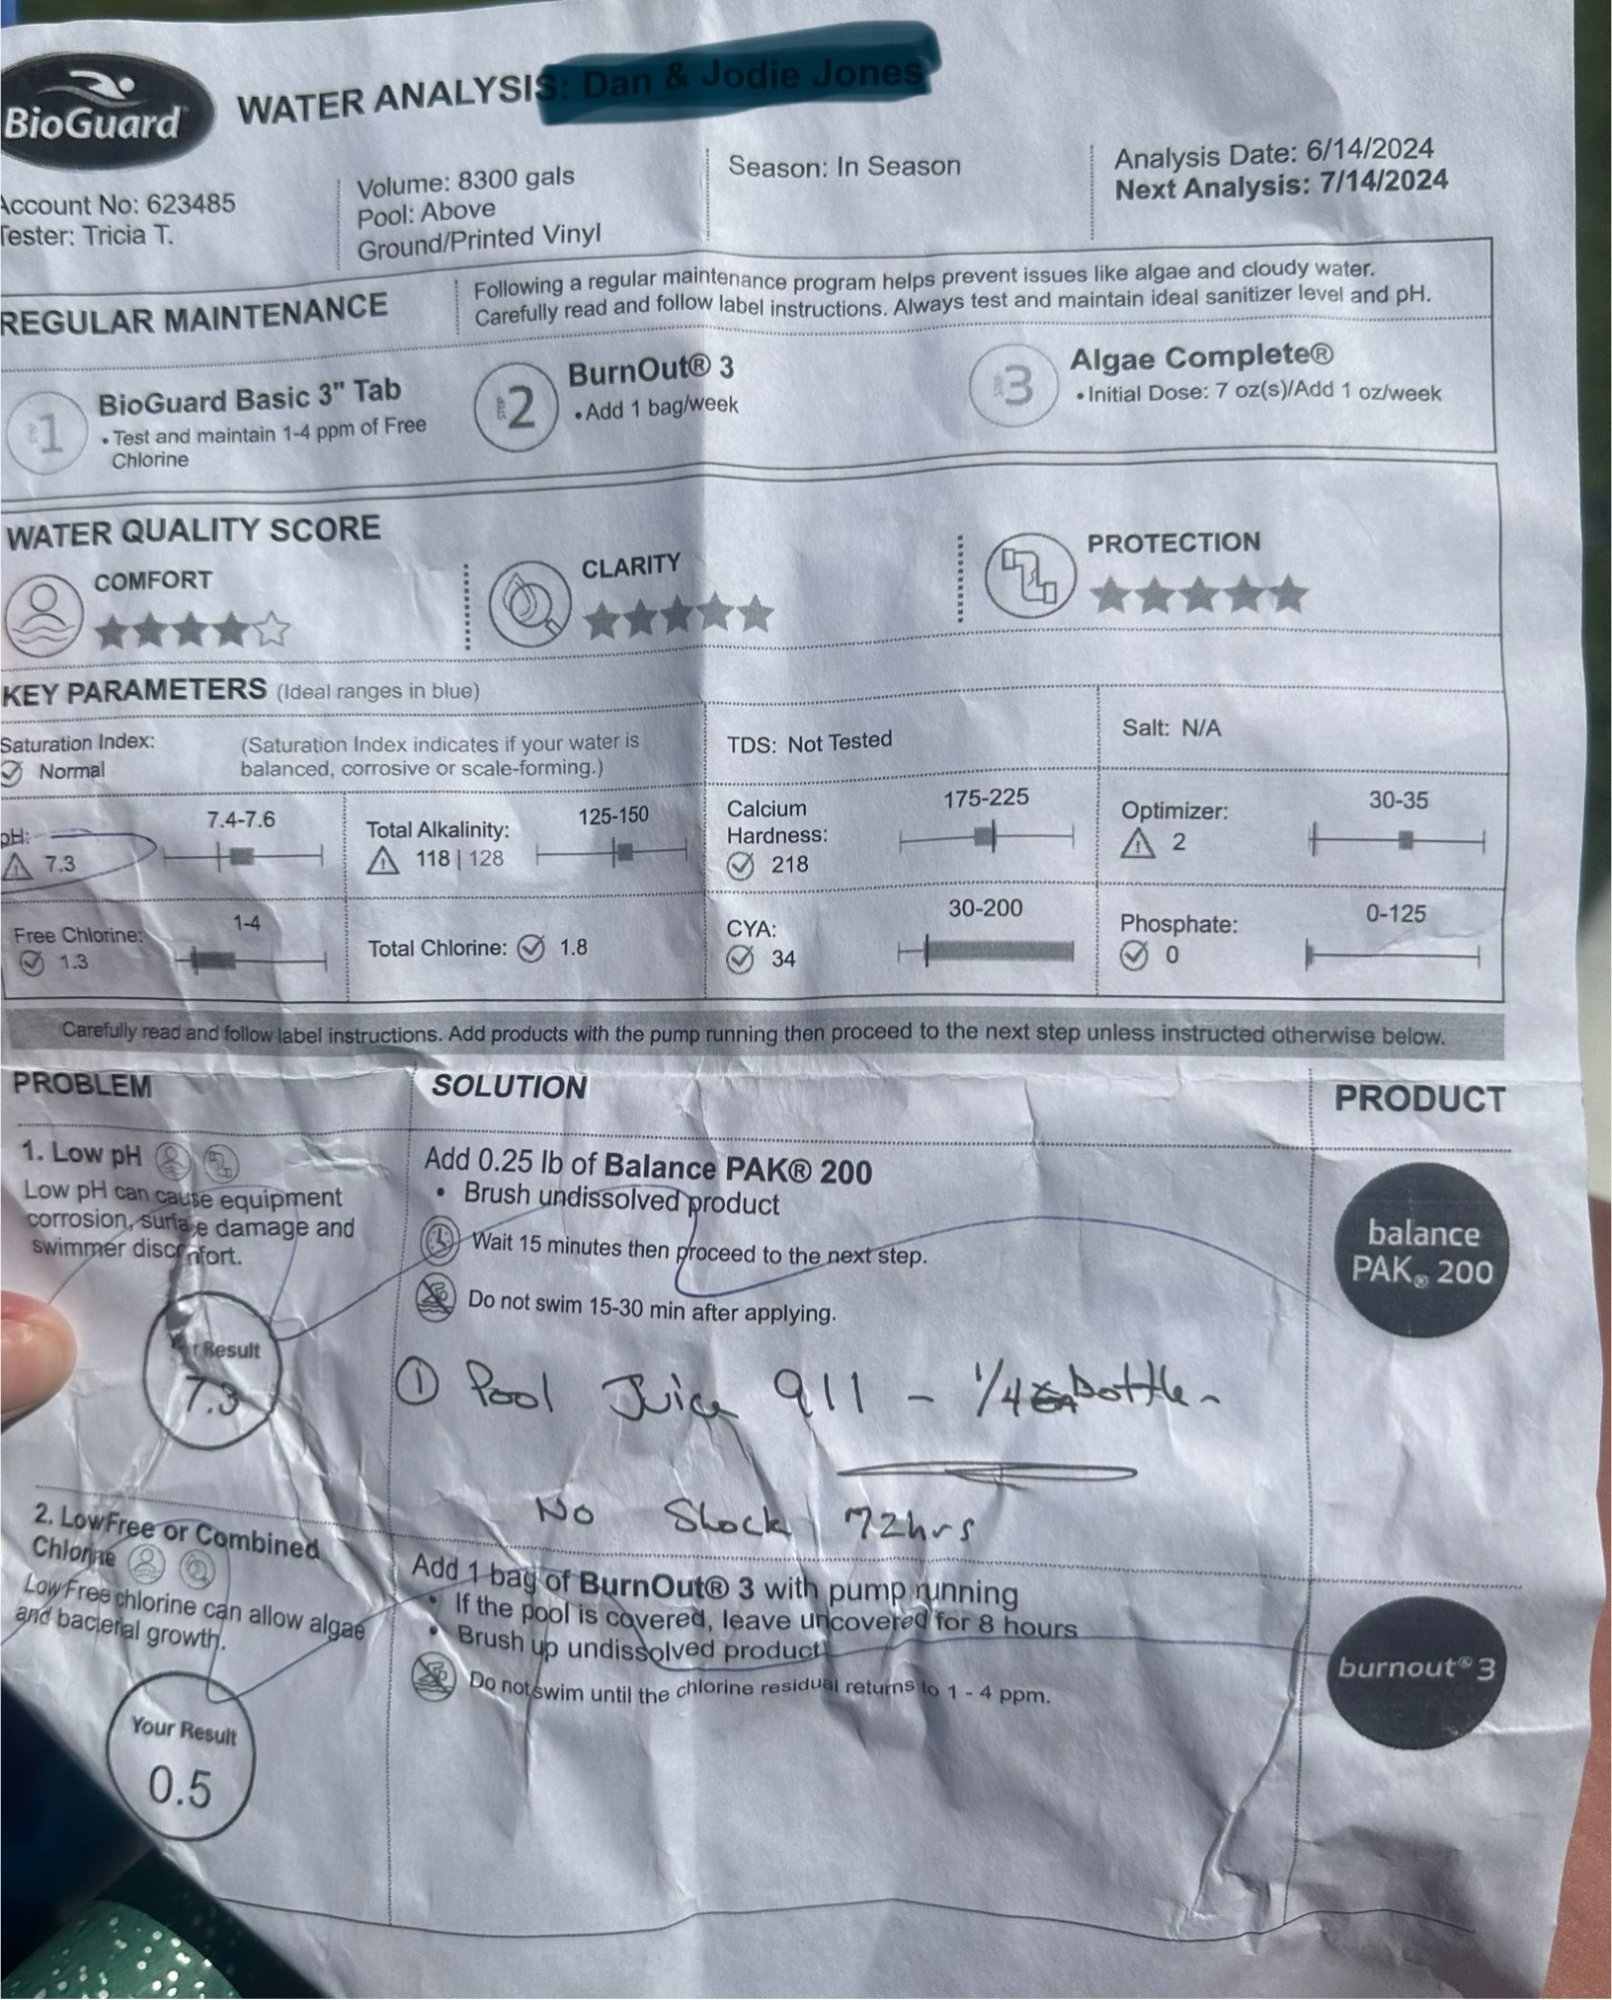 BioGuard®
WATER ANALYSIS: Dan & Jodie Jones
Account No: 623485
Tester: Tricia T.
Volume: 8300 gals
Pool: Above
Ground/Printed Vinyl
Season: In Season
Analysis Date: 6/14/2024
Next Analysis: 7/14/2024
REGULAR MAINTENANCE
Following a regular maintenance program helps prevent issues like algae and cloudy water.
Carefully read and follow label instructions. Always test and maintain ideal sanitizer level and pH.
STEP 1
BioGuard Basic 3" Tab
• Test and maintain 1-4 ppm of Free
Chlorine
STEP 2
BurnOut® 3
• Add 1 bag/week
STEP 3
Algae Complete®
• Initial Dose: 7 oz(s)/Add 1 oz/week
WATER QUALITY SCORE
COMFORT
CLARITY
PROTECTION
KEY PARAMETERS (Ideal ranges in blue)
Saturation Index:
Normal
(Saturation Index indicates if your water is
balanced, corrosive or scale-forming.)
TDS: Not Tested
Salt: N/A
pH:
7.3
7.4-7.6
Total Alkalinity:
118 | 128
125-150
Calcium
Hardness:
218
175-225
Optimizer:
2
30-35
Free Chlorine:
1.3
1-4
Total Chlorine: 1.8
CYA:
34
30-200
Phosphate:
0
0-125
Carefully read and follow label instructions. Add products with the pump running then proceed to the next step unless instructed otherwise below.
PROBLEM
SOLUTION
PRODUCT
1. Low pH
Low pH can cause equipment
corrosion, surface damage and
swimmer discomfort.
Result
7.3
Add 0.25 lb of Balance PAK® 200
• Brush undissolved product
Wait 15 minutes then proceed to the next step.
Do not swim 15-30 min after applying.
balance
PAK® 200
① Pool Juice 911 - 1/4 bottle
No Shock 72hrs
2. Low Free or Combined
Chlorine
Low Free chlorine can allow algae
and bacterial growth.
Your Result
0.5
Add 1 bag of BurnOut® 3 with pump running
• If the pool is covered, leave uncovered for 8 hours
• Brush up undissolved product
Do not swim until the chlorine residual returns to 1 - 4 ppm.
burnout® 3